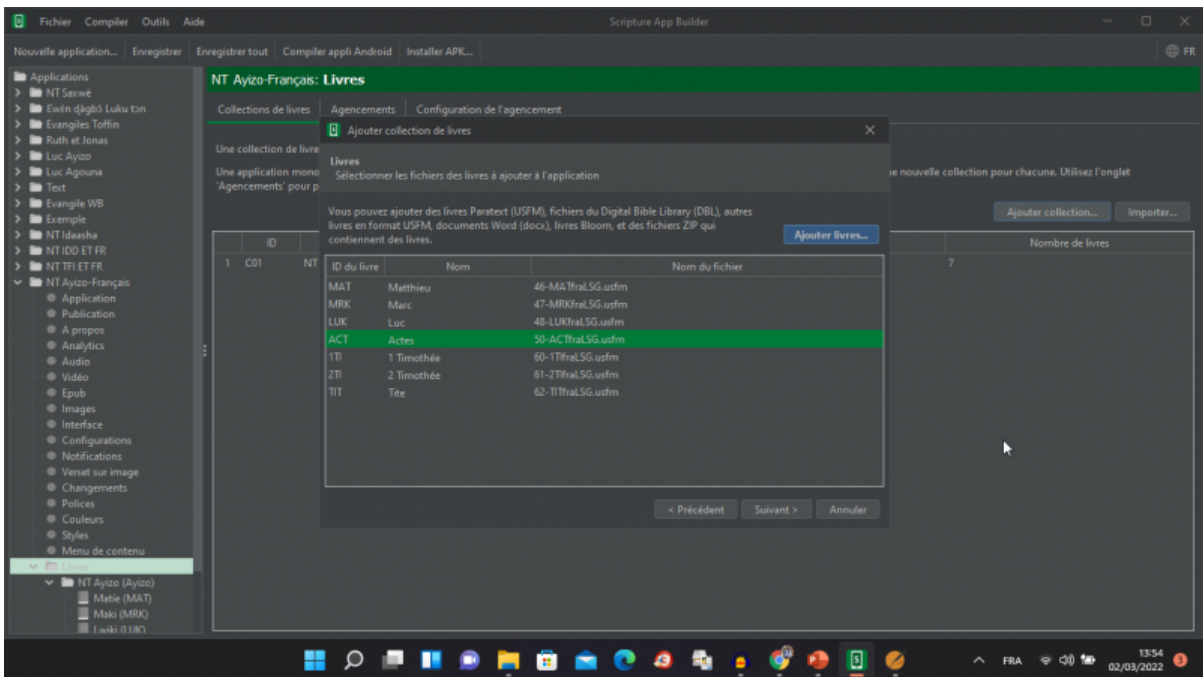 Fichier Compiler Outils Aide
Scripture App Builder
Nouvelle application... Enregistrer Enregistrer tout Compiler appli Android Installer APK...
FR
Applications
NT Saxwè
Ewìn ɖàgbò Luku tɔn
Evangiles Toffin
Ruth et Jonas
Luc Ayizo
Luc Agouna
Text
Evangile WB
Exemple
NT Idaasha
NT IDD ET FR
NT TFI ET FR
NT Ayizo-Français
Application
Publication
A propos
Analytics
Audio
Vidéo
Epub
Images
Interface
Configurations
Notifications
Verset sur image
Changements
Polices
Couleurs
Styles
Menu de contenu
Livres
NT Ayizo (Ayizo)
Matie (MAT)
Maki (MRK)
Lwiki (LUK)
NT Ayizo-Français: Livres
Collections de livres Agencements Configuration de l'agencement
Une collection de livre
Une application mono
'Agencements' pour p
ne nouvelle collection pour chacune. Utilisez l'onglet
Ajouter collection... Importer...
ID
Nombre de livres
1 C01 NT
7
Ajouter collection de livres
Livres
Sélectionner les fichiers des livres à ajouter à l'application
Vous pouvez ajouter des livres Paratext (USFM), fichiers du Digital Bible Library (DBL), autres
livres en format USFM, documents Word (docx), livres Bloom, et des fichiers ZIP qui
contiennent des livres.
Ajouter livres...
ID du livre Nom Nom du fichier
MAT Matthieu 46-MATfraLSG.usfm
MRK Marc 47-MRKfraLSG.usfm
LUK Luc 48-LUKfraLSG.usfm
ACT Actes 50-ACTfraLSG.usfm
1TI 1 Timothée 60-1TIfraLSG.usfm
2TI 2 Timothée 61-2TIfraLSG.usfm
TIT Tite 62-TITfraLSG.usfm
< Précédent Suivant > Annuler
FRA
13:54
02/03/2022
3